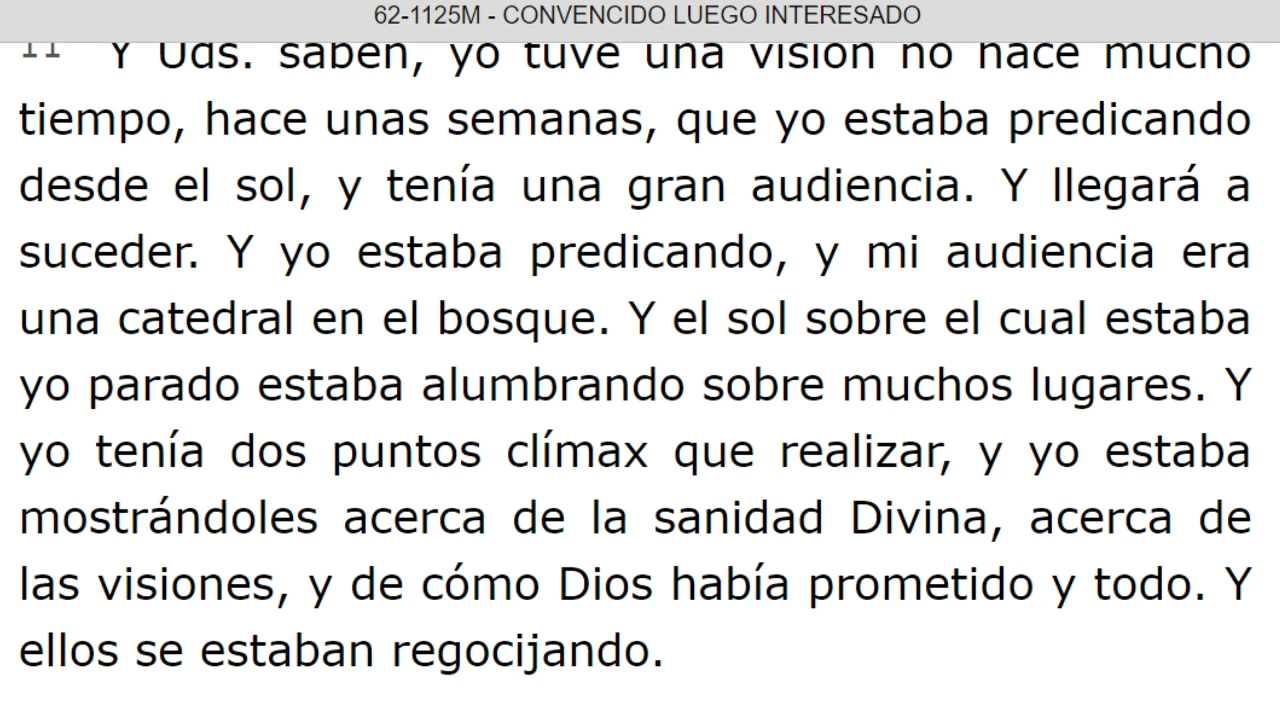 62-1125M - CONVENCIDO LUEGO INTERESADO
11 Y Uds. saben, yo tuve una visión no hace mucho
tiempo, hace unas semanas, que yo estaba predicando
desde el sol, y tenía una gran audiencia. Y llegará a
suceder. Y yo estaba predicando, y mi audiencia era
una catedral en el bosque. Y el sol sobre el cual estaba
yo parado estaba alumbrando sobre muchos lugares. Y
yo tenía dos puntos clímax que realizar, y yo estaba
mostrándoles acerca de la sanidad Divina, acerca de
las visiones, y de cómo Dios había prometido y todo. Y
ellos se estaban regocijando.